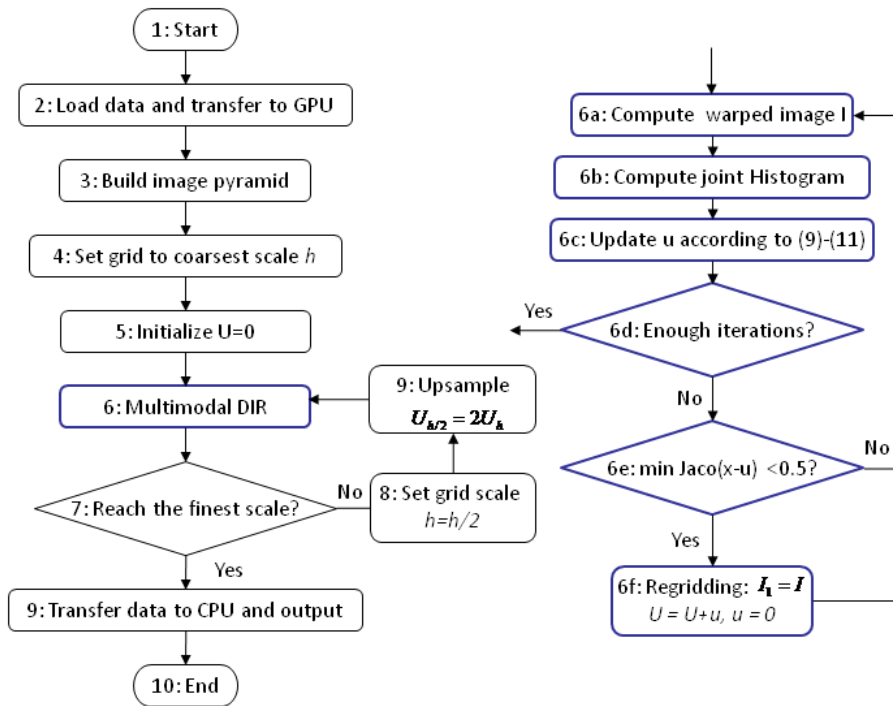 1: Start
2: Load data and transfer to GPU
3: Build image pyramid
4: Set grid to coarsest scale h
5: Initialize U=0
6: Multimodal DIR
7: Reach the finest scale?
No
8: Set grid scale
h=h/2
9: Upsample
U_{h/2} = 2U_h
Yes
9: Transfer data to CPU and output
10: End
6a: Compute warped image I
6b: Compute joint Histogram
6c: Update u according to (9)-(11)
6d: Enough iterations?
Yes
No
6e: min Jaco(x-u) <0.5?
No
Yes
6f: Regridding: I_1 = I
U = U+u, u = 0